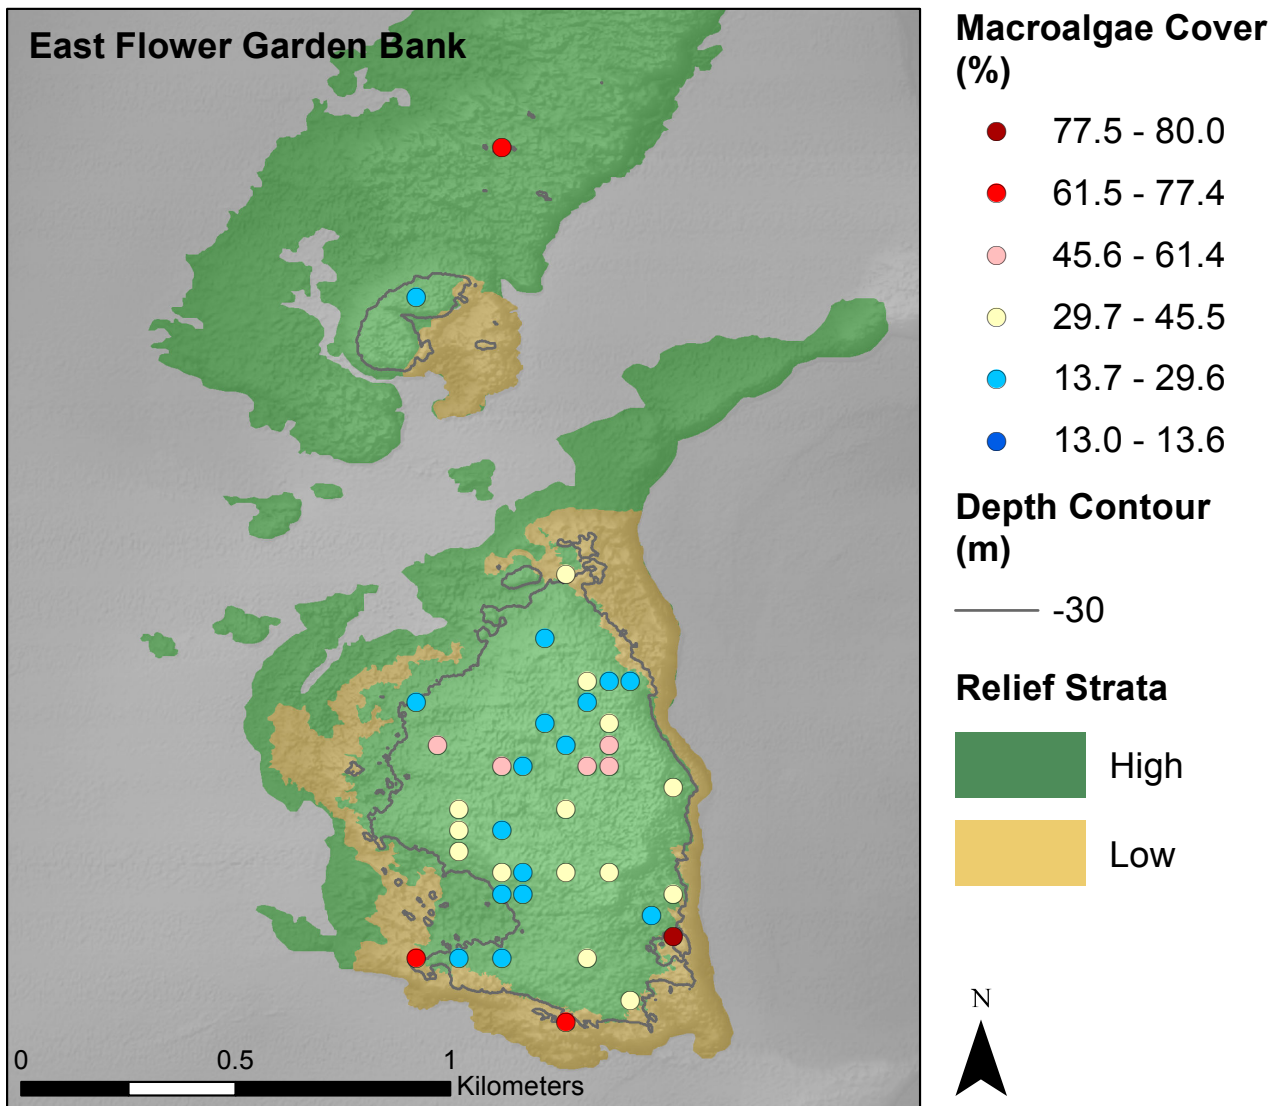 East Flower Garden Bank
0 0.5 1
Kilometers
Macroalgae Cover
(%)
77.5 - 80.0
61.5 - 77.4
45.6 - 61.4
29.7 - 45.5
13.7 - 29.6
13.0 - 13.6
Depth Contour
(m)
-30
Relief Strata
High
Low
N